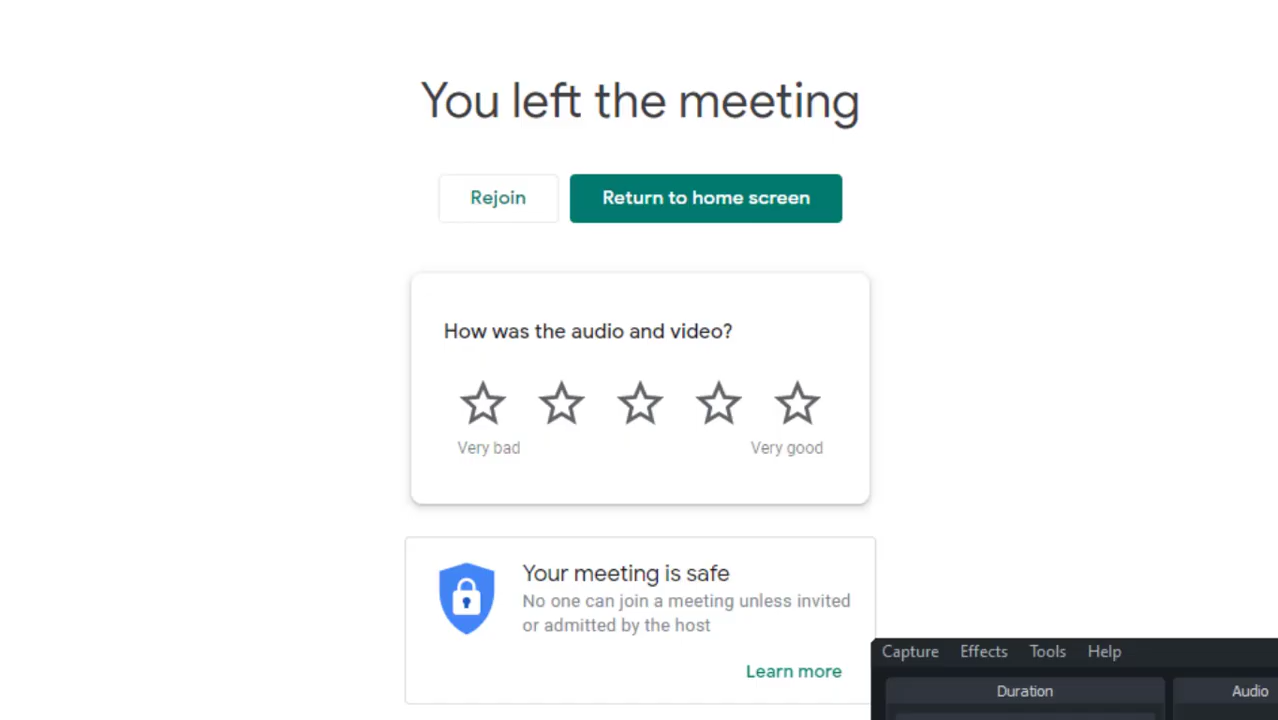 You left the meeting
Rejoin
Return to home screen
How was the audio and video?
Very bad
Very good
Your meeting is safe
No one can join a meeting unless invited
or admitted by the host
Learn more
Capture Effects Tools Help
Duration
Audio